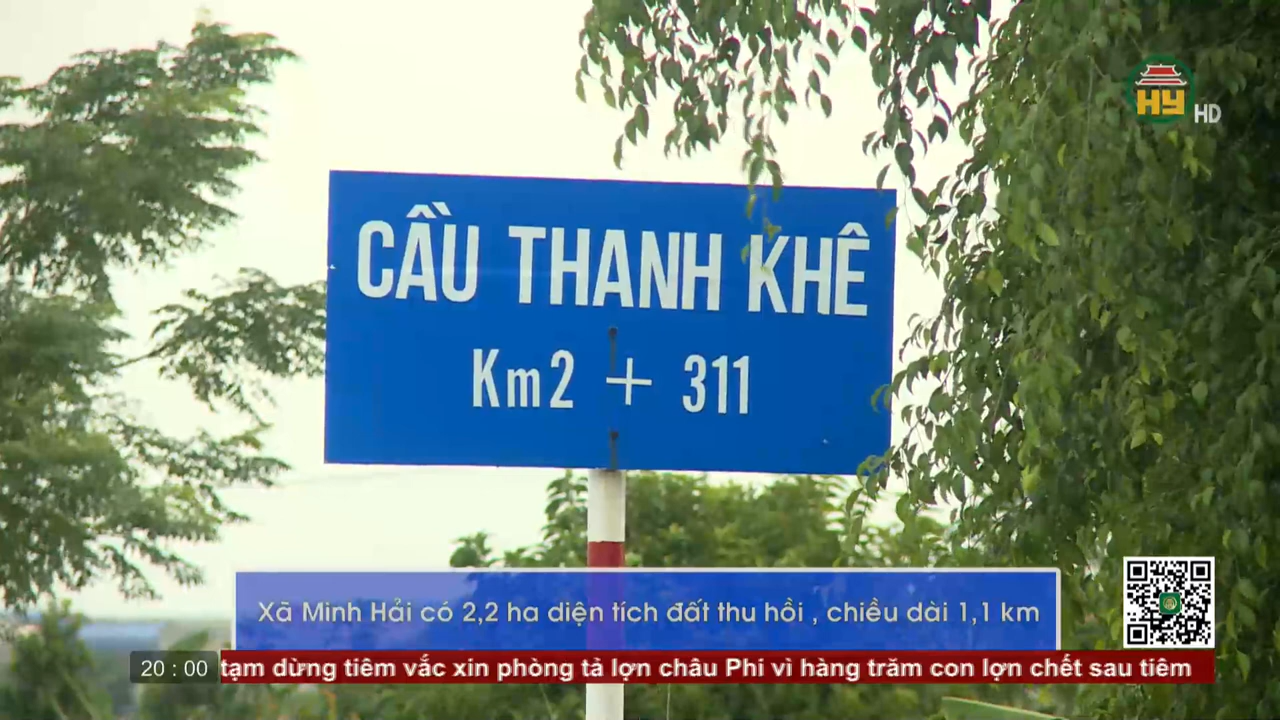 HY HD
CẦU THANH KHÊ
Km2 + 311
Xã Minh Hải có 2,2 ha diện tích đất thu hồi , chiều dài 1,1 km
20 : 00 tạm dừng tiêm vắc xin phòng tả lợn châu Phi vì hàng trăm con lợn chết sau tiêm